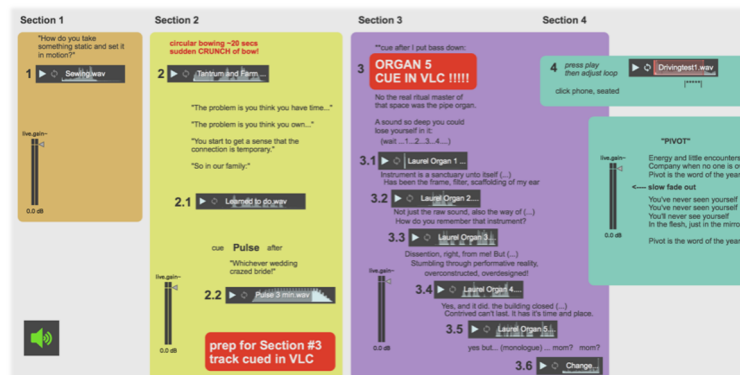 Section 1
"How do you take
something static and set it
in motion?"
1
Sewing.wav
live.gain~
0.0 dB
Section 2
circular bowing ~20 secs
sudden CRUNCH of bow!
2
Tantrum and Farm ...
"The problem is you think you have time..."
"The problem is you think you own..."
"You start to get a sense that the
connection is temporary."
"So in our family:"
2.1
Learned to do.wav
cue Pulse after
"Whichever wedding
crazed bride!"
live.gain~
2.2
Pulse 3 min.wav
0.0 dB
prep for Section #3
track cued in VLC
Section 3
**cue after I put bass down:
3
ORGAN 5
CUE IN VLC !!!!!
No the real ritual master of
that space was the pipe organ.
A sound so deep you could
lose yourself in it:
(wait ...1...2...3...4....)
3.1
Laurel Organ 1 ...
Instrument is a sanctuary unto itself (...)
Has been the frame, filler, scaffolding of my ear
3.2
Laurel Organ 2....
Not just the raw sound, also the way of (...)
How do you remember that instrument?
3.3
Laurel Organ 3...
Dissention, right, from me! But (...)
Stumbling through performative reality,
overconstructed, overdesigned!
live.gain~
3.4
Laurel Organ 4....
Yes, and it did. the building closed (...)
Contrived can't last. It has it's time and place.
3.5
Laurel Organ 5...
0.0 dB
yes but... (monologue) ... mom? mom?
3.6
Change...
Section 4
4
press play
then adjust loop
Drivingtest1.wav
click phone, seated
|*****|
"PIVOT"
live.gain~
Energy and little encounters
Company when no one is o
Pivot is the word of the yea
<---- slow fade out
You've never seen yourself
You've never seen yourself
You'll never see yourself
In the flesh, just in the mirro
0.0 dB
Pivot is the word of the yea